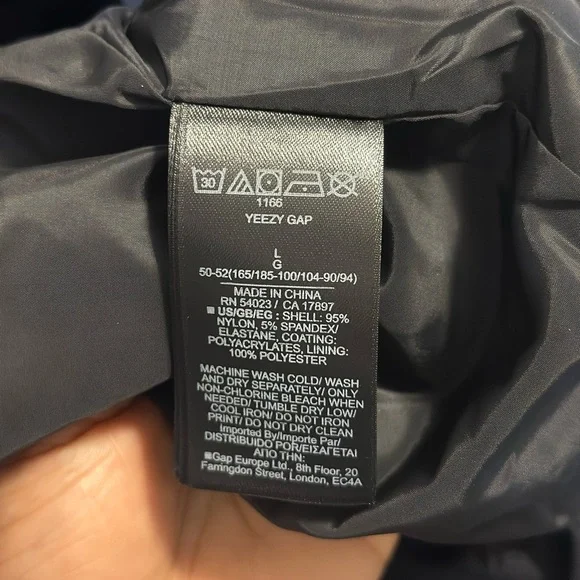 30
1166
YEEZY GAP
L
G
50-52(165/185-100/104-90/94)
MADE IN CHINA
RN 54023 / CA 17897
US/GB/EG : SHELL: 95%
NYLON, 5% SPANDEX/
ELASTANE, COATING:
POLYACRYLATES, LINING:
100% POLYESTER
MACHINE WASH COLD/ WASH
AND DRY SEPARATELY/ ONLY
NON-CHLORINE BLEACH WHEN
NEEDED/ TUMBLE DRY LOW/
COOL IRON/ DO NOT IRON
PRINT/ DO NOT DRY CLEAN
Imported By/Importe Par/
DISTRIBUIDO POR/ΕΙΣΑΓΕΤΑΙ
ΑΠΟ ΤΗΝ:
Gap Europe Ltd., 8th Floor, 20
Farringdon Street, London, EC4A